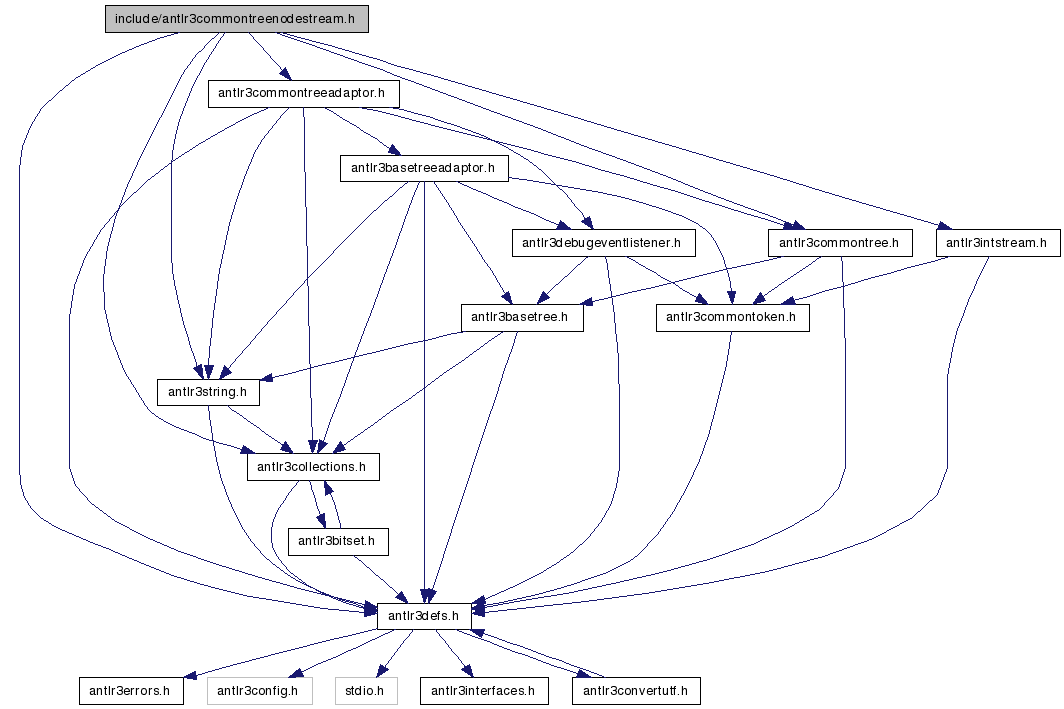 include/antlr3commontreenodestream.h
antlr3commontreeadaptor.h
antlr3basetreeadaptor.h
antlr3debugeventlistener.h
antlr3commontree.h
antlr3intstream.h
antlr3basetree.h
antlr3commontoken.h
antlr3string.h
antlr3collections.h
antlr3bitset.h
antlr3defs.h
antlr3errors.h
antlr3config.h
stdio.h
antlr3interfaces.h
antlr3convertutf.h